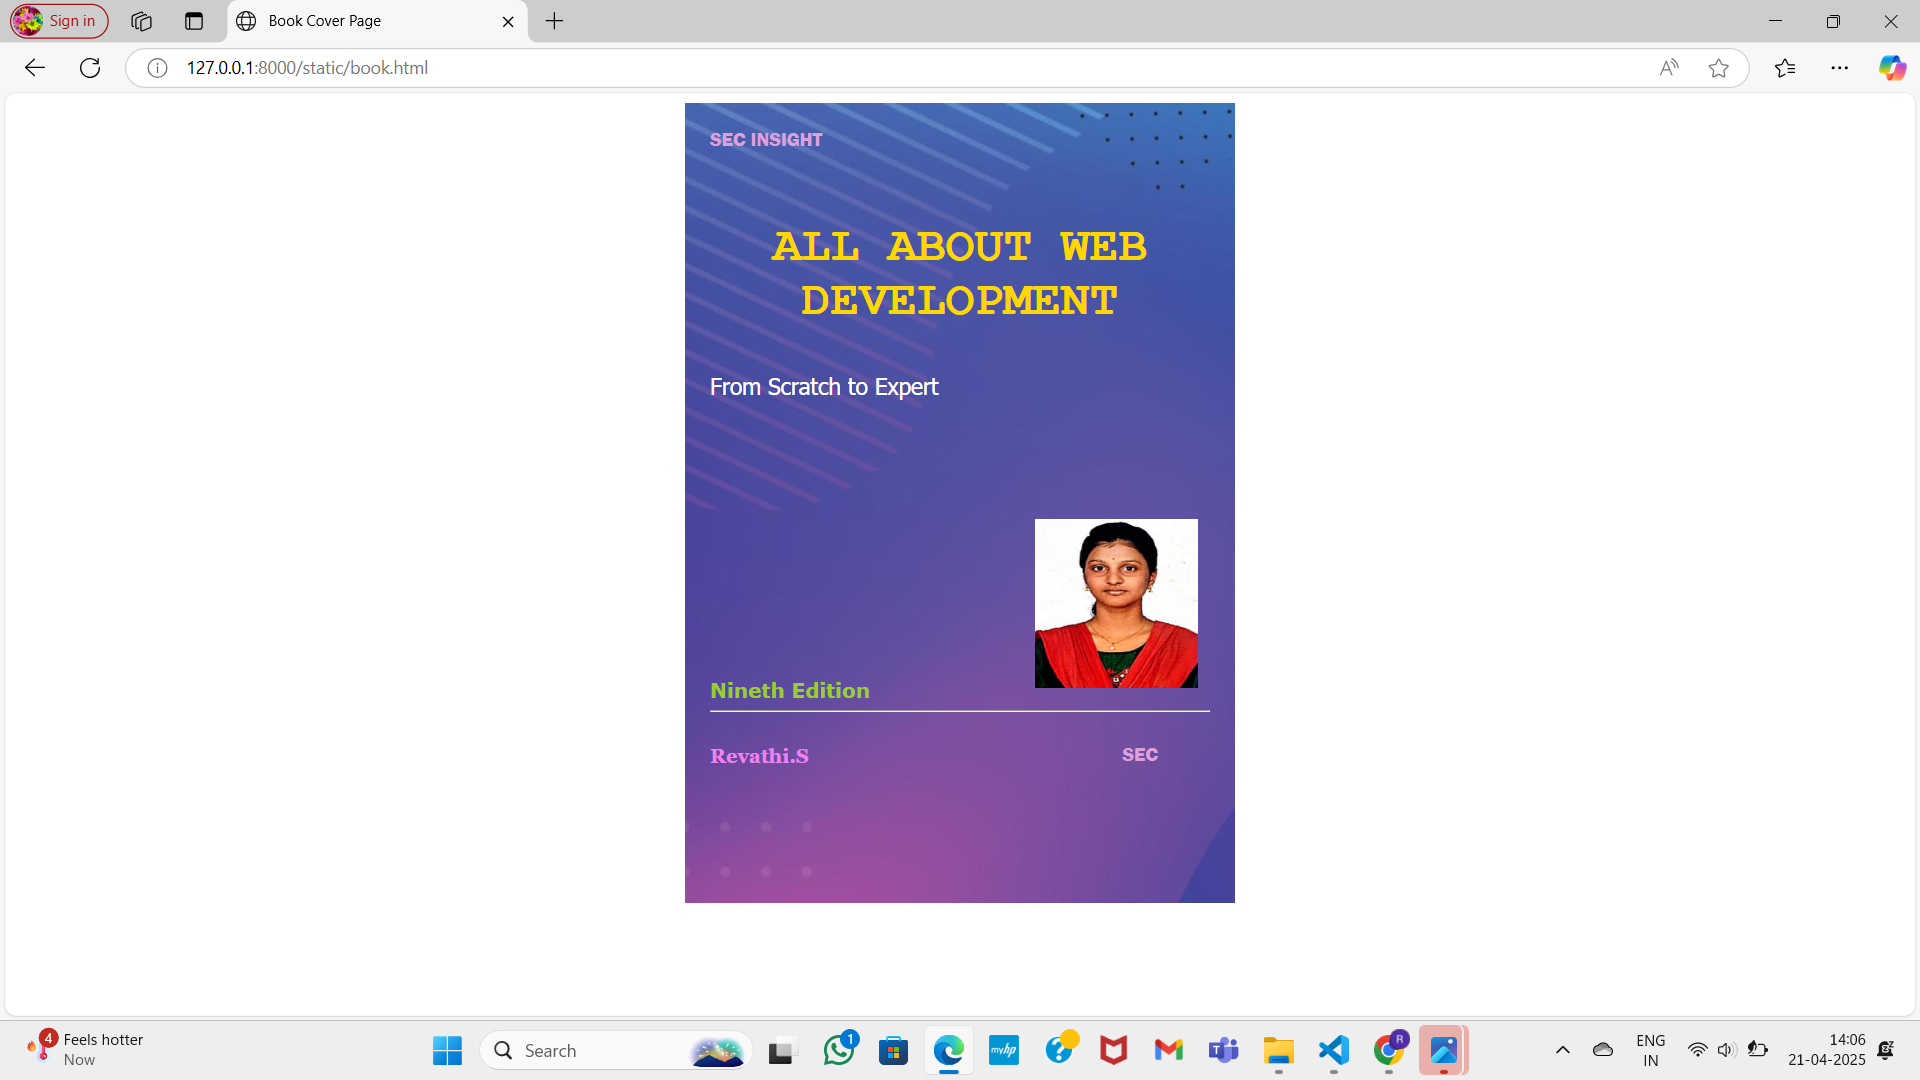 Sign in
Book Cover Page
127.0.0.1:8000/static/book.html
SEC INSIGHT
ALL ABOUT WEB
DEVELOPMENT
From Scratch to Expert
Nineth Edition
Revathi.S
SEC
4
Feels hotter
Now
Search
1
myhp
?
T
R
ENG
IN
14:06
21-04-2025